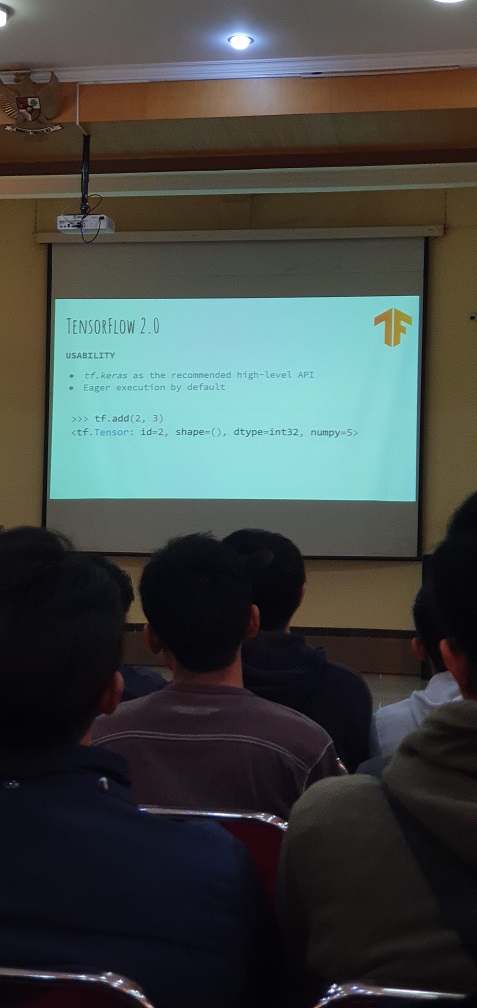 TensorFlow 2.0
USABILITY
● tf.keras as the recommended high-level API
● Eager execution by default
>>> tf.add(2, 3)
<tf.Tensor: id=2, shape=(), dtype=int32, numpy=5>